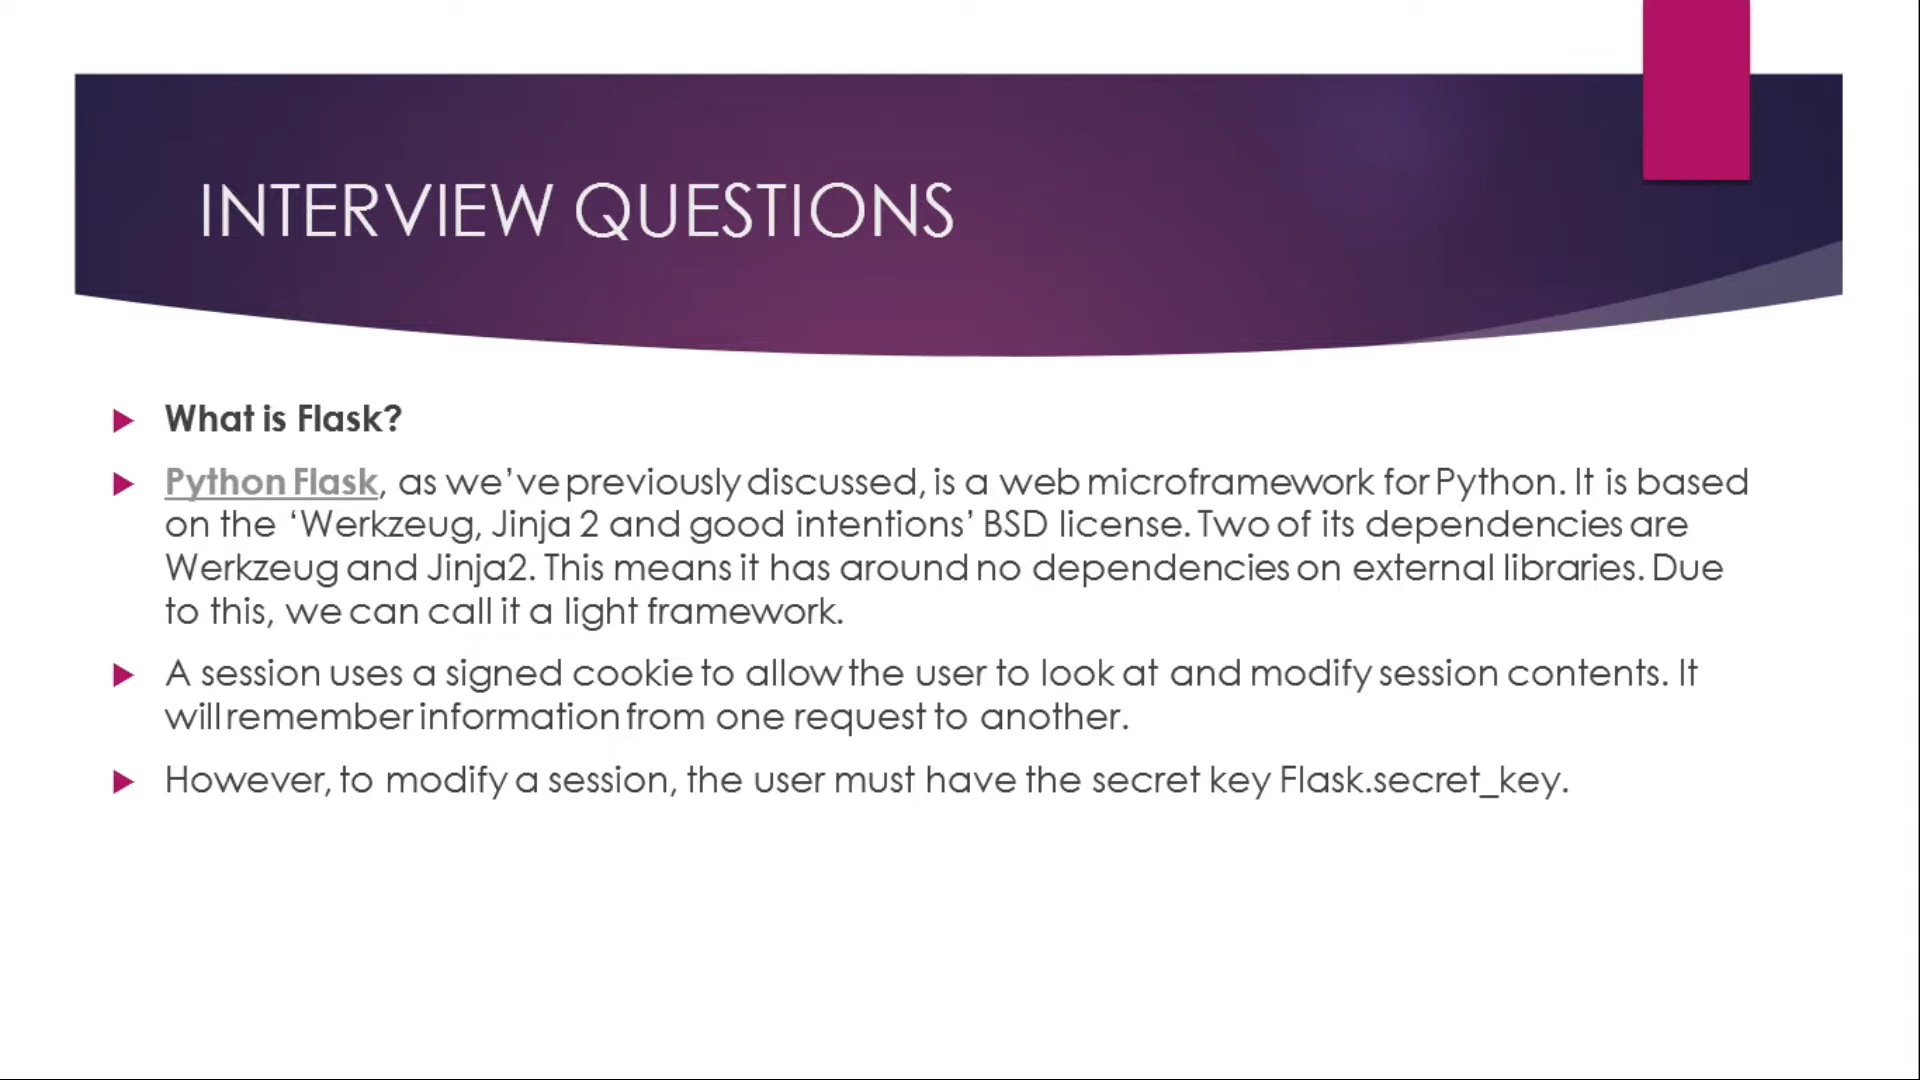 INTERVIEW QUESTIONS
What is Flask?
Python Flask, as we’ve previously discussed, is a web microframework for Python. It is based
on the ‘Werkzeug, Jinja 2 and good intentions’ BSD license. Two of its dependencies are
Werkzeug and Jinja2. This means it has around no dependencies on external libraries. Due
to this, we can call it a light framework.
A session uses a signed cookie to allow the user to look at and modify session contents. It
will remember information from one request to another.
However, to modify a session, the user must have the secret key Flask.secret_key.